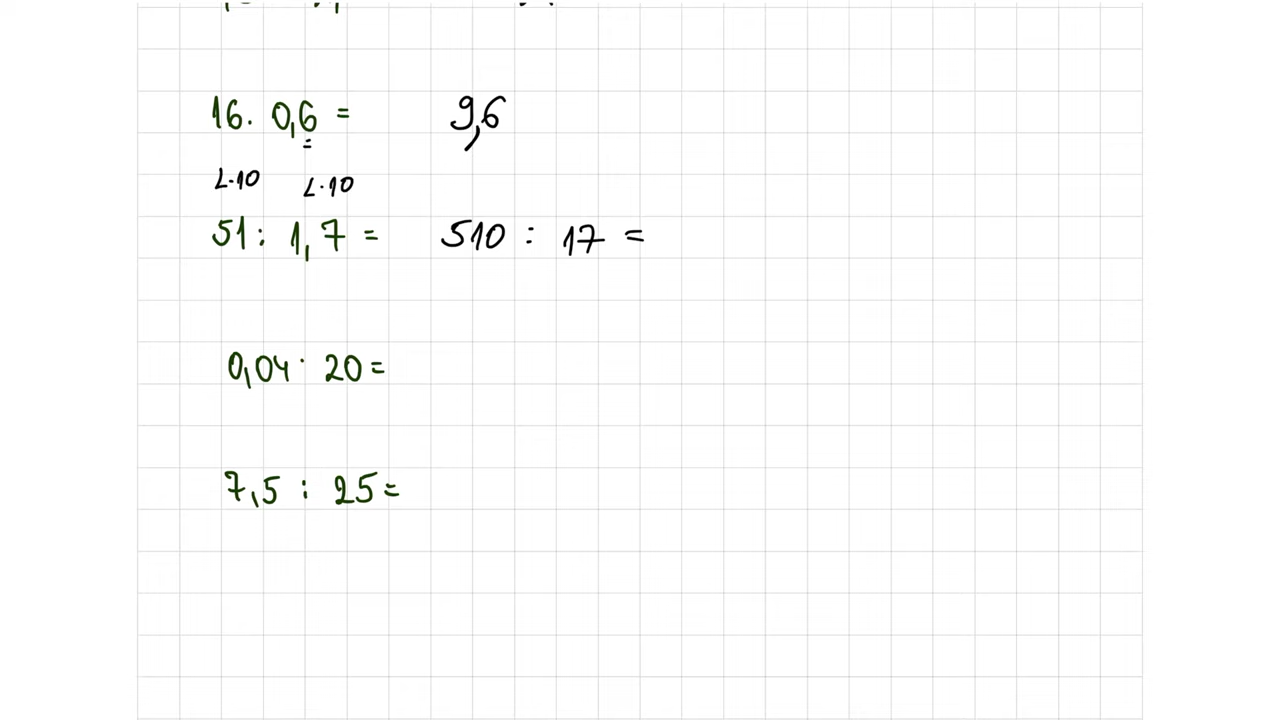 16. 0,6 = 9,6
L·10 L·10
51 : 1,7 = 510 : 17 =
0,04 · 20 =
7,5 : 25 =